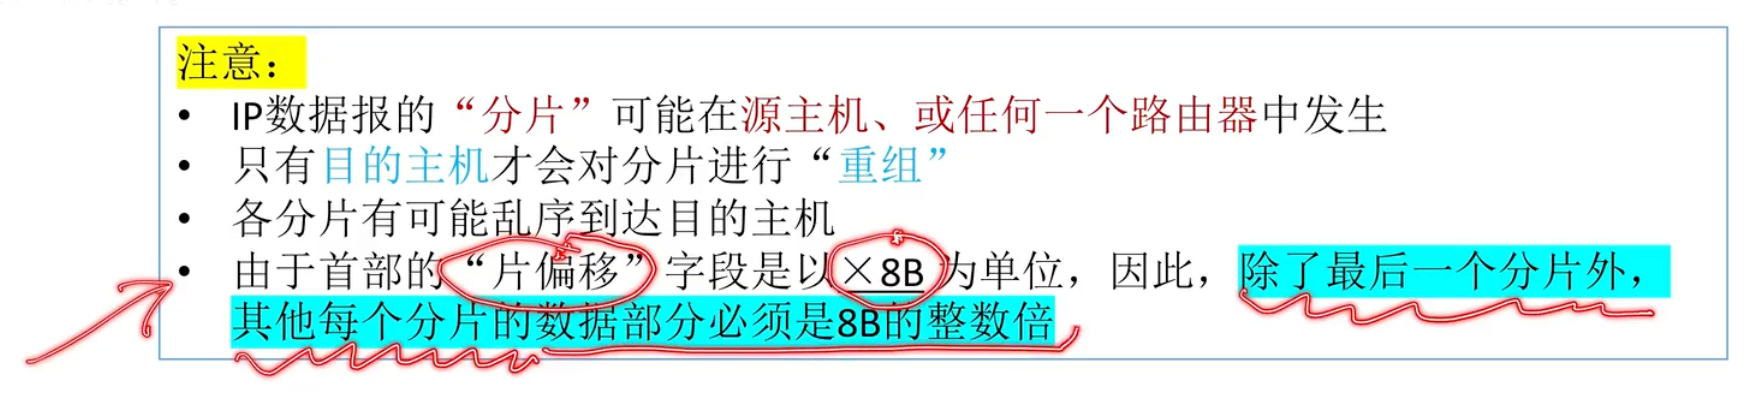 注意：
• IP数据报的“分片”可能在源主机、或任何一个路由器中发生
• 只有目的主机才会对分片进行“重组”
• 各分片有可能乱序到达目的主机
• 由于首部的“片偏移”字段是以×8B为单位，因此，除了最后一个分片外，
其他每个分片的数据部分必须是8B的整数倍